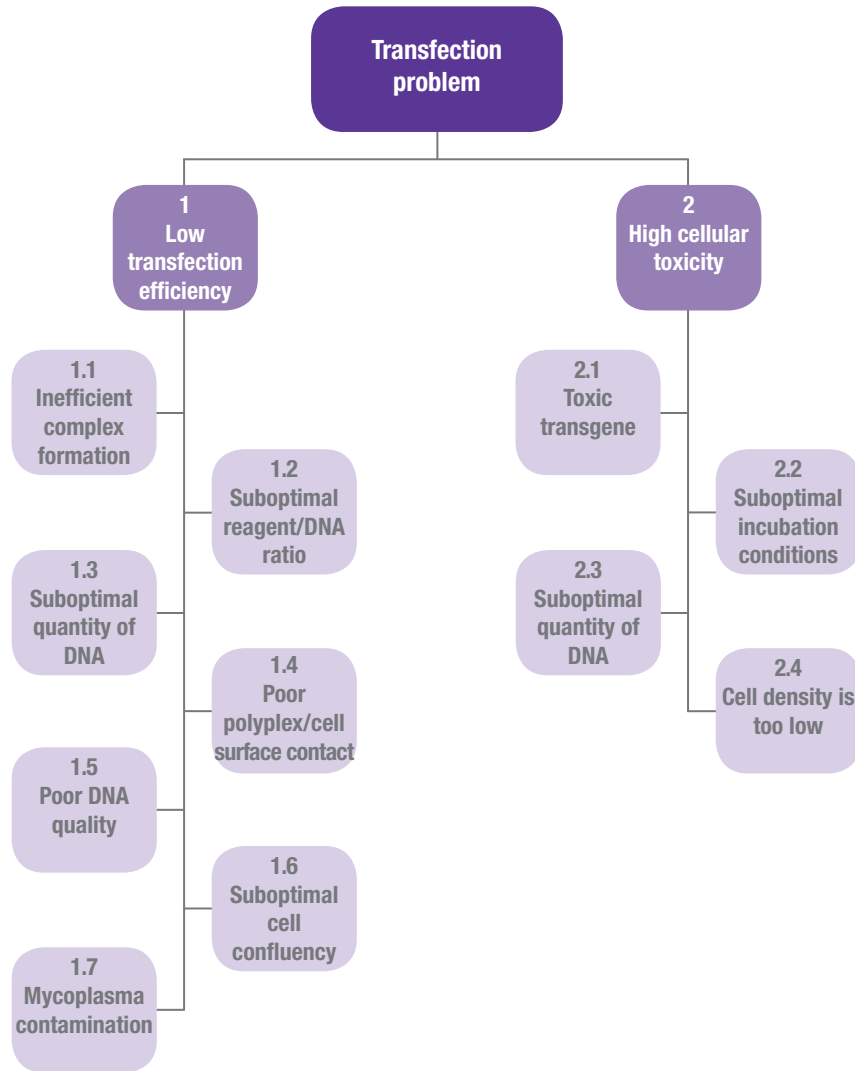 Transfection
problem
1
Low
transfection
efficiency
2
High cellular
toxicity
1.1
Inefficient
complex
formation
1.2
Suboptimal
reagent/DNA
ratio
1.3
Suboptimal
quantity of
DNA
1.4
Poor
polyplex/cell
surface contact
1.5
Poor DNA
quality
1.6
Suboptimal
cell
confluency
1.7
Mycoplasma
contamination
2.1
Toxic
transgene
2.2
Suboptimal
incubation
conditions
2.3
Suboptimal
quantity of
DNA
2.4
Cell density is
too low